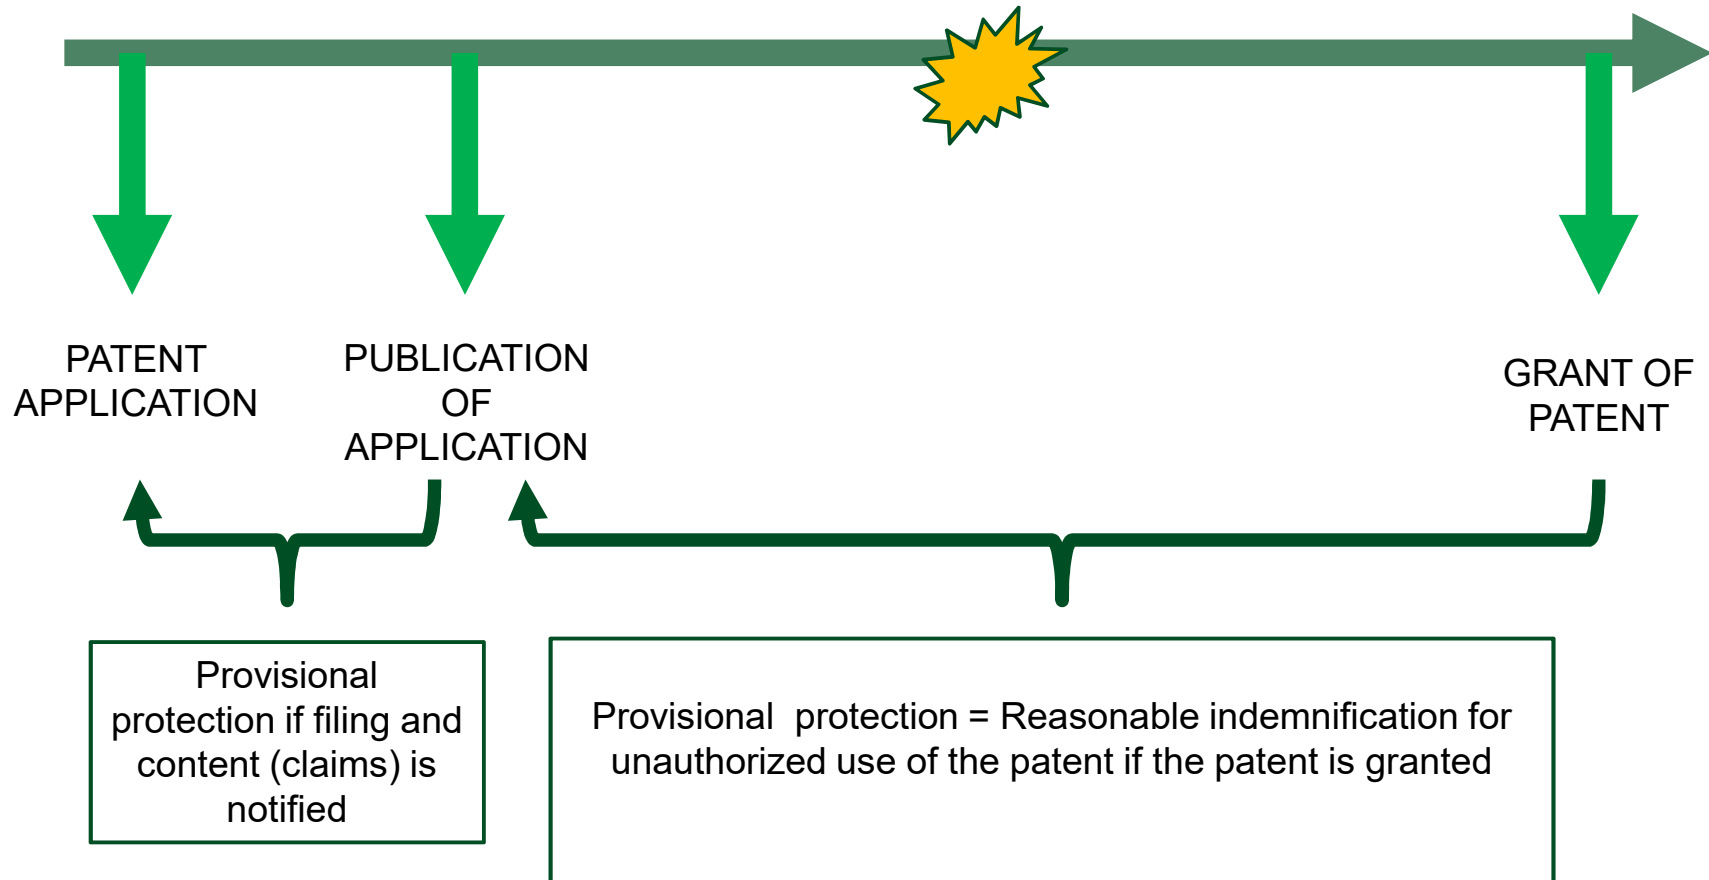 PATENT
APPLICATION
PUBLICATION
OF
APPLICATION
GRANT OF
PATENT
Provisional
protection if filing and
content (claims) is
notified
Provisional protection = Reasonable indemnification for
unauthorized use of the patent if the patent is granted